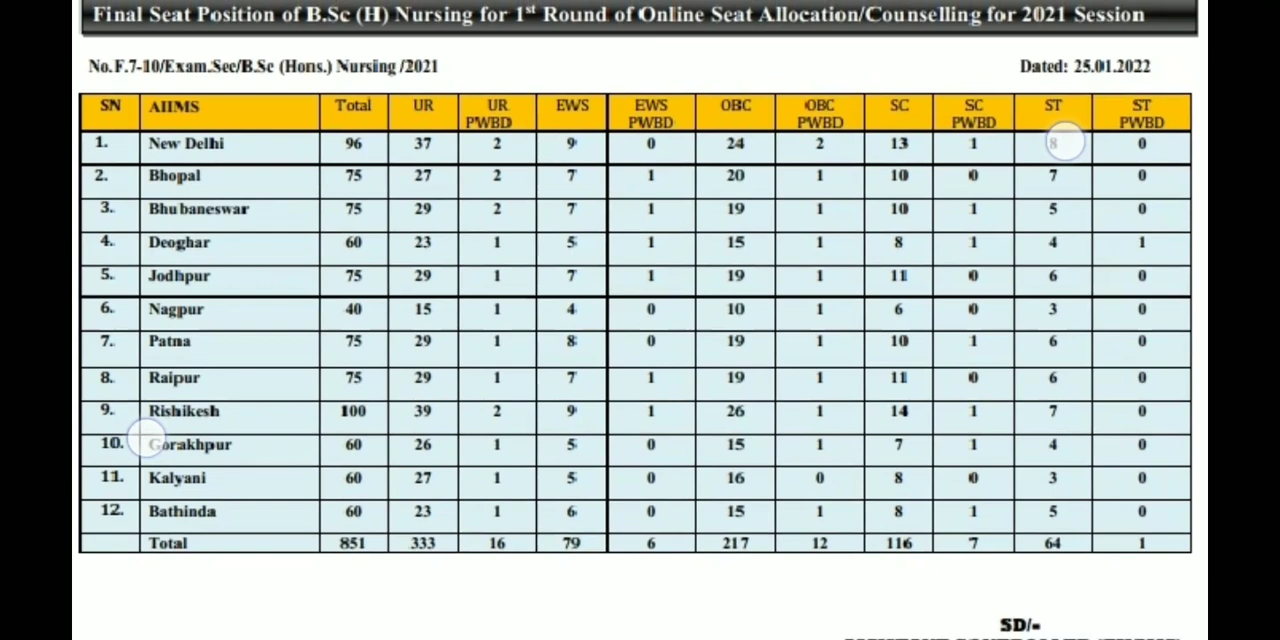 Final Seat Position of B.Sc (H) Nursing for 1st Round of Online Seat Allocation/Counselling for 2021 Session
No.F.7-10/Exam.Sec/B.Sc (Hons.) Nursing /2021 Dated: 25.01.2022
SN AIIMS Total UR UR PWBD EWS EWS PWBD OBC OBC PWBD SC SC PWBD ST ST PWBD
1. New Delhi 96 37 2 9 0 24 2 13 1 8 0
2. Bhopal 75 27 2 7 1 20 1 10 0 7 0
3. Bhubaneswar 75 29 2 7 1 19 1 10 1 5 0
4. Deoghar 60 23 1 5 1 15 1 8 1 4 1
5. Jodhpur 75 29 1 7 1 19 1 11 0 6 0
6. Nagpur 40 15 1 4 0 10 1 6 0 3 0
7. Patna 75 29 1 8 0 19 1 10 1 6 0
8. Raipur 75 29 1 7 1 19 1 11 0 6 0
9. Rishikesh 100 39 2 9 1 26 1 14 1 7 0
10. Gorakhpur 60 26 1 5 0 15 1 7 1 4 0
11. Kalyani 60 27 1 5 0 16 0 8 0 3 0
12. Bathinda 60 23 1 6 0 15 1 8 1 5 0
Total 851 333 16 79 6 217 12 116 7 64 1
SD/-